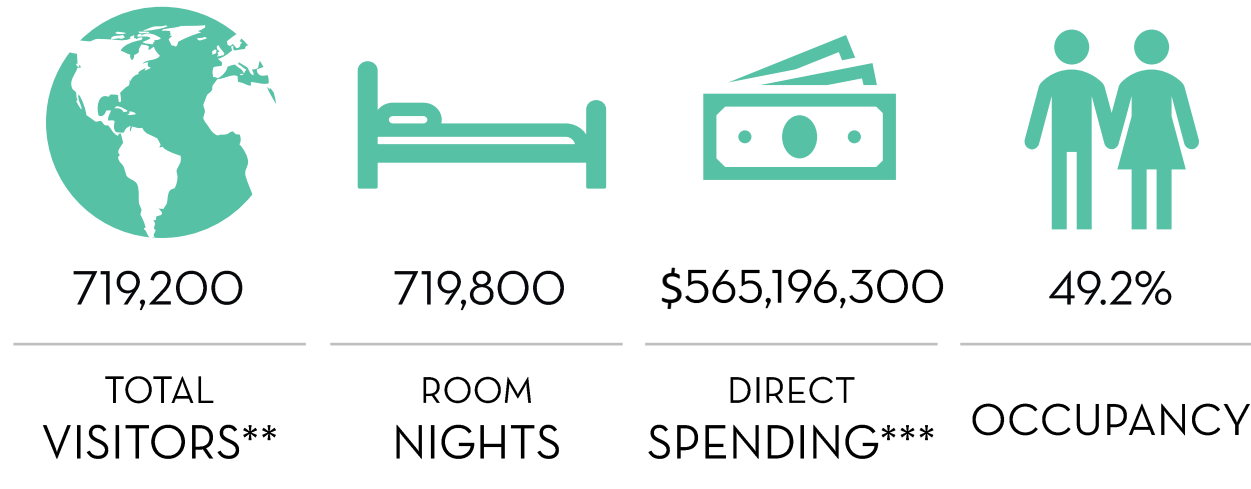 719,200
TOTAL
VISITORS**
719,800
ROOM
NIGHTS
$565,196,300
DIRECT
SPENDING***
49.2%
OCCUPANCY